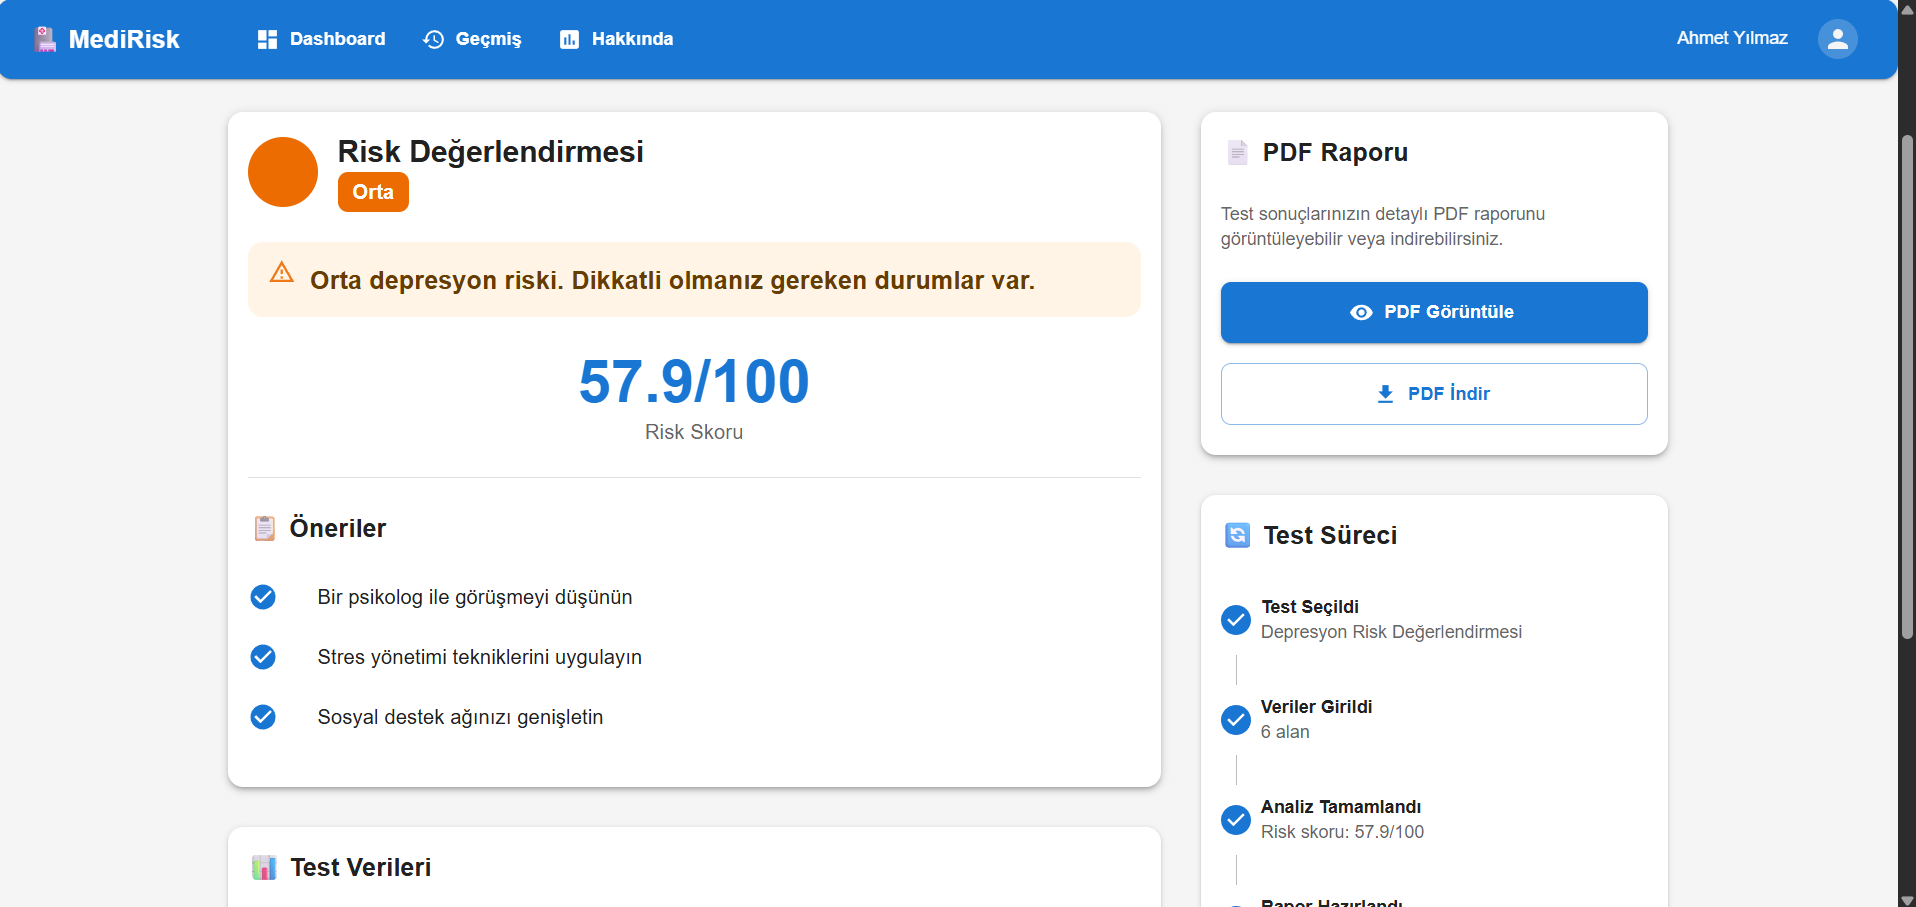 MediRisk
Dashboard
Geçmiş
Hakkında
Ahmet Yılmaz
Risk Değerlendirmesi
Orta
Orta depresyon riski. Dikkatli olmanız gereken durumlar var.
57.9/100
Risk Skoru
Öneriler
Bir psikolog ile görüşmeyi düşünün
Stres yönetimi tekniklerini uygulayın
Sosyal destek ağınızı genişletin
Test Verileri
PDF Raporu
Test sonuçlarınızın detaylı PDF raporunu
görüntüleyebilir veya indirebilirsiniz.
PDF Görüntüle
PDF İndir
Test Süreci
Test Seçildi
Depresyon Risk Değerlendirmesi
Veriler Girildi
6 alan
Analiz Tamamlandı
Risk skoru: 57.9/100
Rapor Hazırlandı